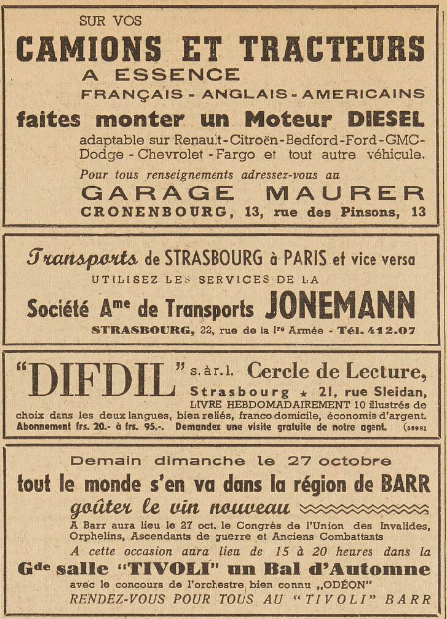 SUR VOS
CAMIONS ET TRACTEURS
A ESSENCE
FRANÇAIS - ANGLAIS - AMERICAINS
faites monter un Moteur DIESEL
adaptable sur Renault-Citroën-Bedford-Ford-GMC-
Dodge - Chevrolet - Fargo et tout autre véhicule.
Pour tous renseignements adressez-vous au
GARAGE MAURER
CRONENBOURG, 13, rue des Pinsons, 13
Transports de STRASBOURG à PARIS et vice versa
UTILISEZ LES SERVICES DE LA
Société Ame de Transports JONEMANN
STRASBOURG, 22, rue de la Ire Armée - Tél. 412.07
"DIFDIL" s. à r. l. Cercle de Lecture,
Strasbourg ★ 21, rue Sleidan,
LIVRE HEBDOMADAIREMENT 10 illustrés de
choix dans les deux langues, bien reliés, franco domicile, économis d'argent.
Abonnement frs. 20.- à frs. 95.- Demandez une visite gratuite de notre agent.
Demain dimanche le 27 octobre
tout le monde s'en va dans la région de BARR
goûter le vin nouveau
A Barr aura lieu le 27 oct. le Congrès de l'Union des Invalides,
Orphelins, Ascendants de guerre et Anciens Combattants
A cette occasion aura lieu de 15 à 20 heures dans la
Gde salle "TIVOLI" un Bal d'Automne
avec le concours de l'orchestre bien connu „ODÉON"
RENDEZ-VOUS POUR TOUS AU "TIVOLI" BARR